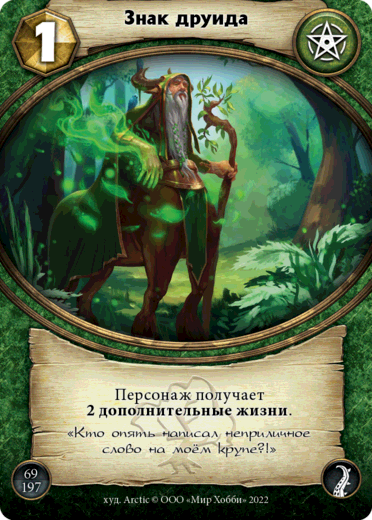 Знак друида
1
Персонаж получает
2 дополнительные жизни.
«Кто опять написал неприличное
слово на моём крупе?!»
69
197
худ. Arctic © ООО «Мир Хобби» 2022